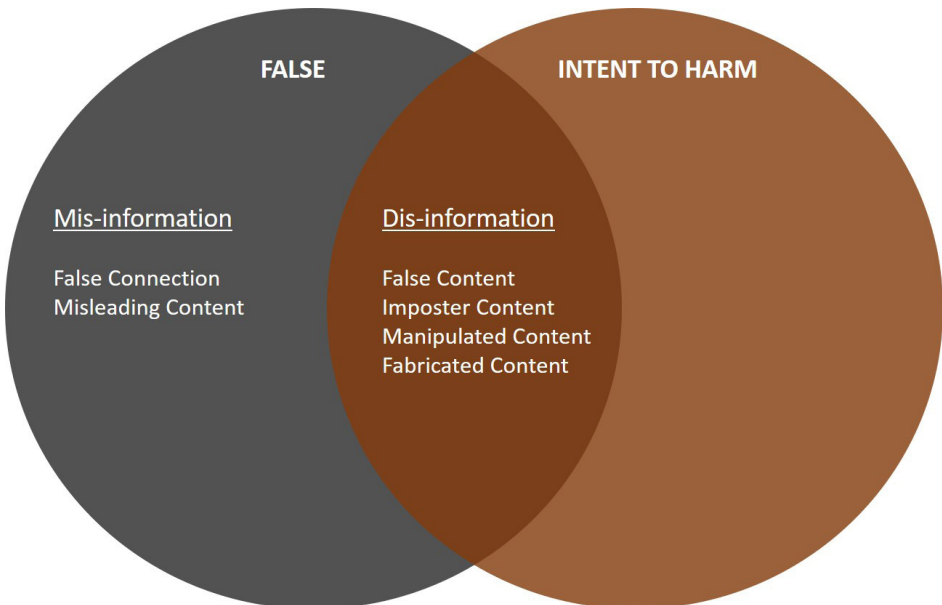 FALSE
INTENT TO HARM
Mis-information
False Connection
Misleading Content
Dis-information
False Content
Imposter Content
Manipulated Content
Fabricated Content